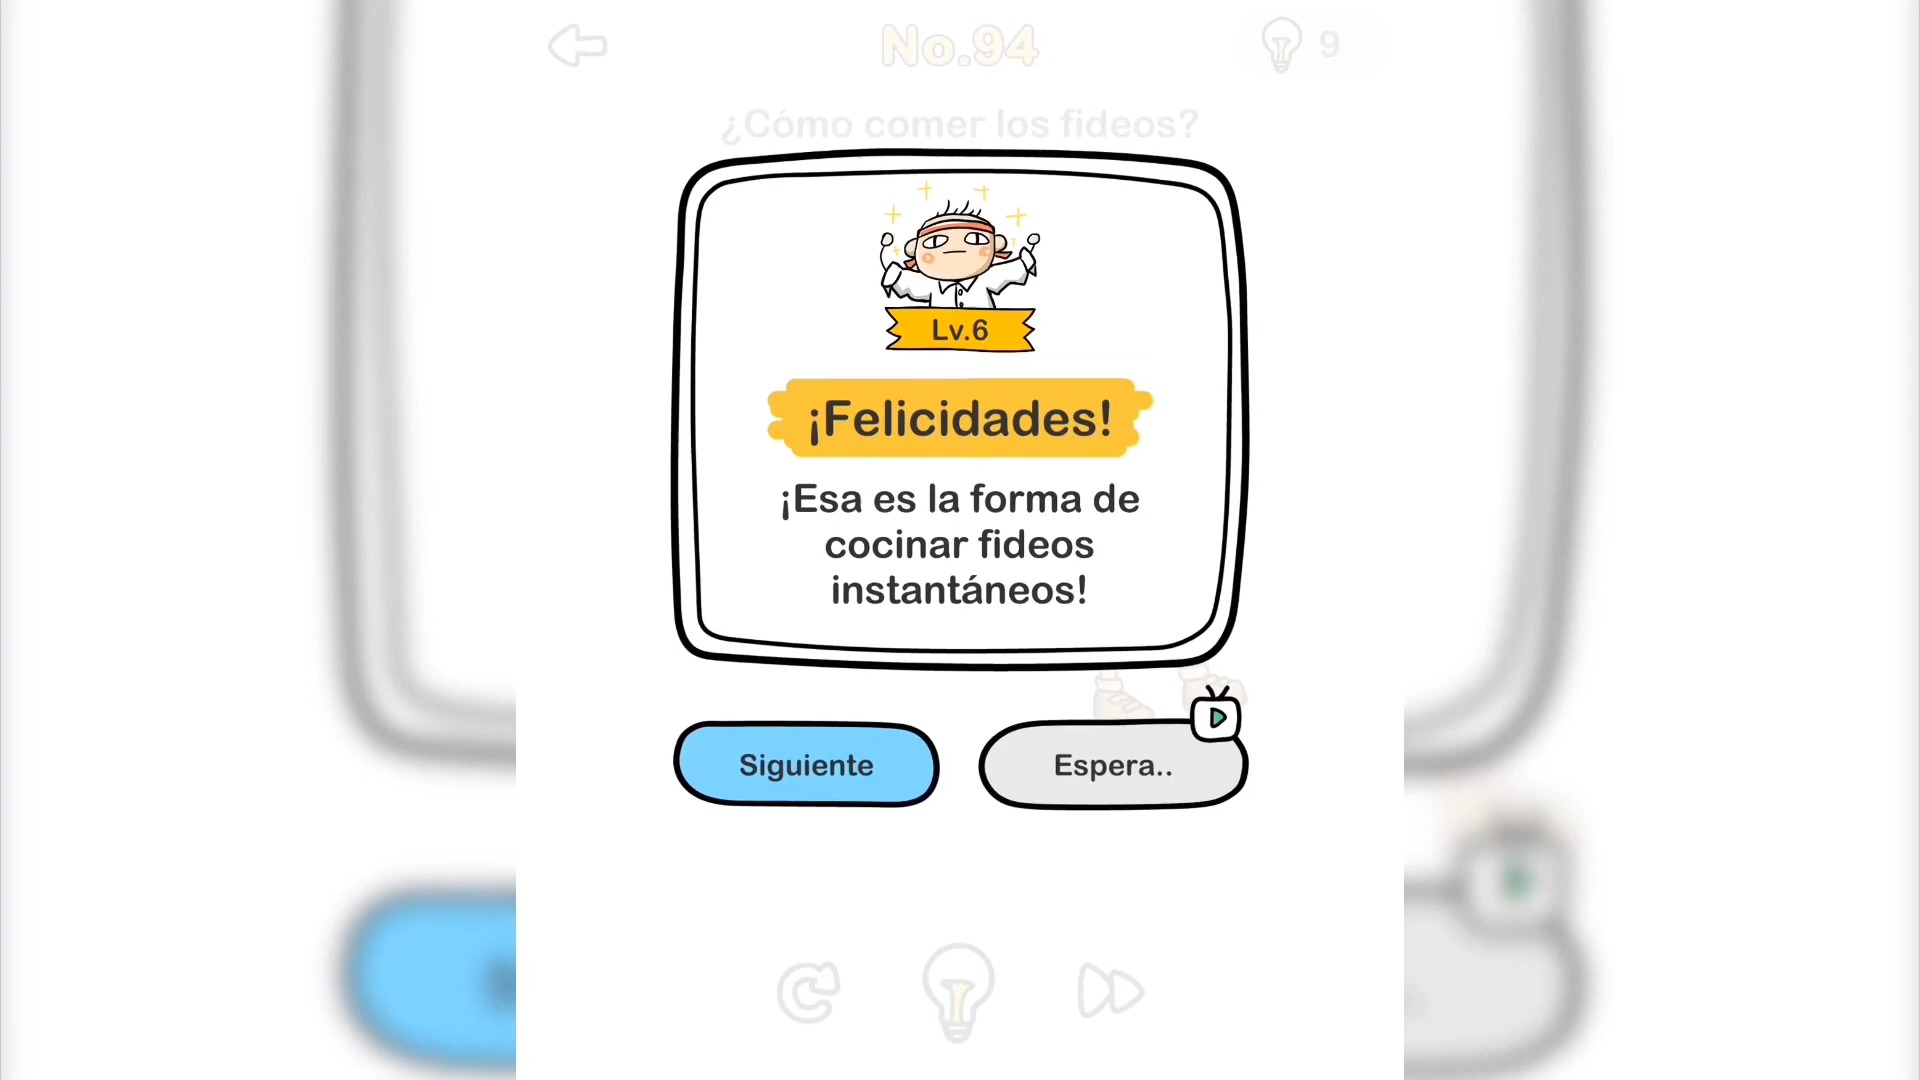 No.94
9
¿Cómo comer los fideos?
Lv.6
¡Felicidades!
¡Esa es la forma de
cocinar fideos
instantáneos!
Siguiente
Espera..